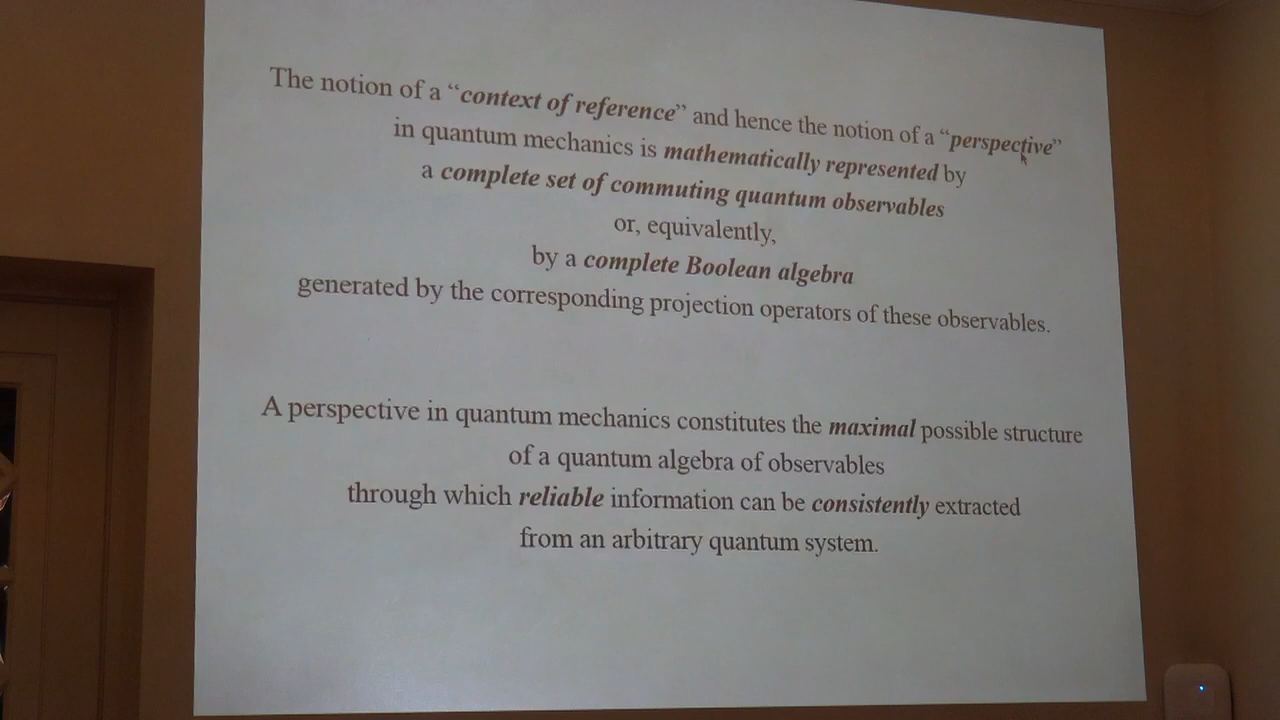 The notion of a “context of reference” and hence the notion of a “perspective”
in quantum mechanics is mathematically represented by
a complete set of commuting quantum observables
or, equivalently,
by a complete Boolean algebra
generated by the corresponding projection operators of these observables.
A perspective in quantum mechanics constitutes the maximal possible structure
of a quantum algebra of observables
through which reliable information can be consistently extracted
from an arbitrary quantum system.